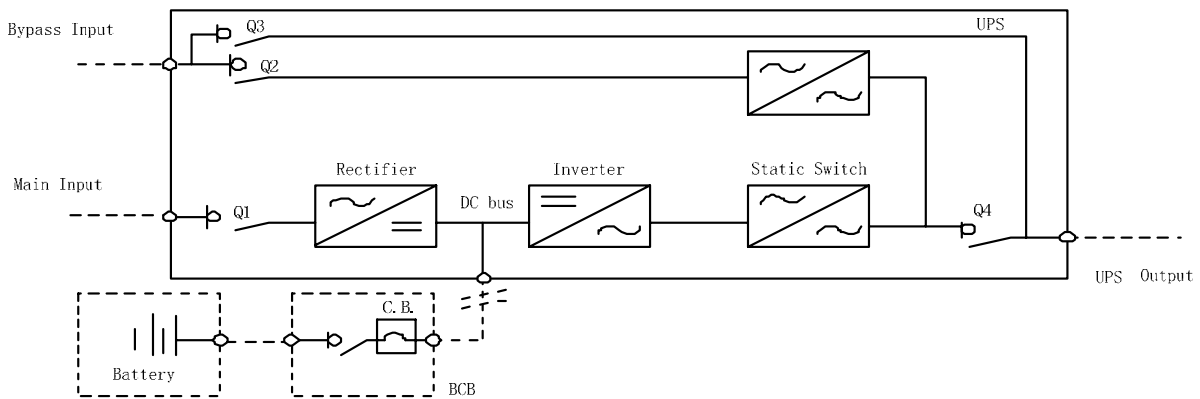 Bypass Input
Q3
UPS
Q2
Main Input
Rectifier
Inverter
Static Switch
Q1
DC bus
Q4
UPS Output
C.B.
Battery
BCB